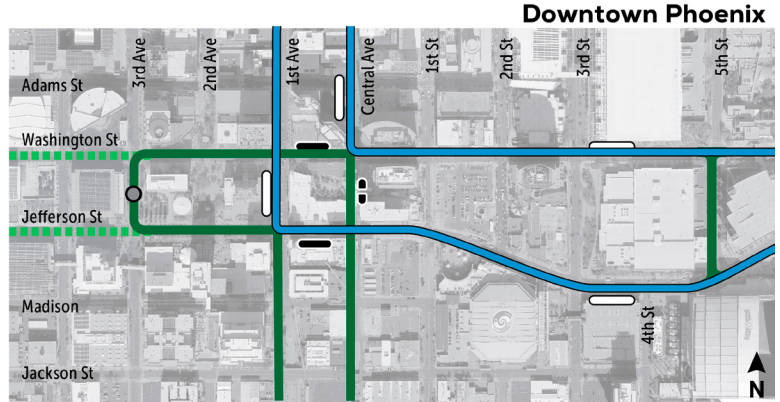 Downtown Phoenix
3rd Ave
2nd Ave
1st Ave
Central Ave
1st St
2nd St
3rd St
5th St
Adams St
Washington St
Jefferson St
Madison
4th St
Jackson St
N